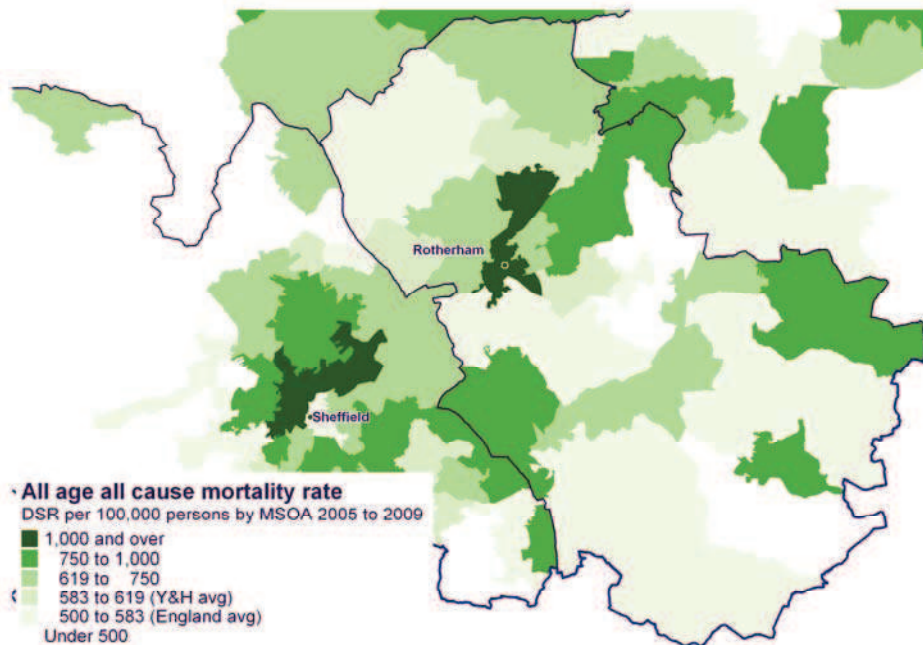 Rotherham
Sheffield
All age all cause mortality rate
DSR per 100,000 persons by MSOA 2005 to 2009
1,000 and over
750 to 1,000
619 to 750
583 to 619 (Y&H avg)
500 to 583 (England avg)
Under 500